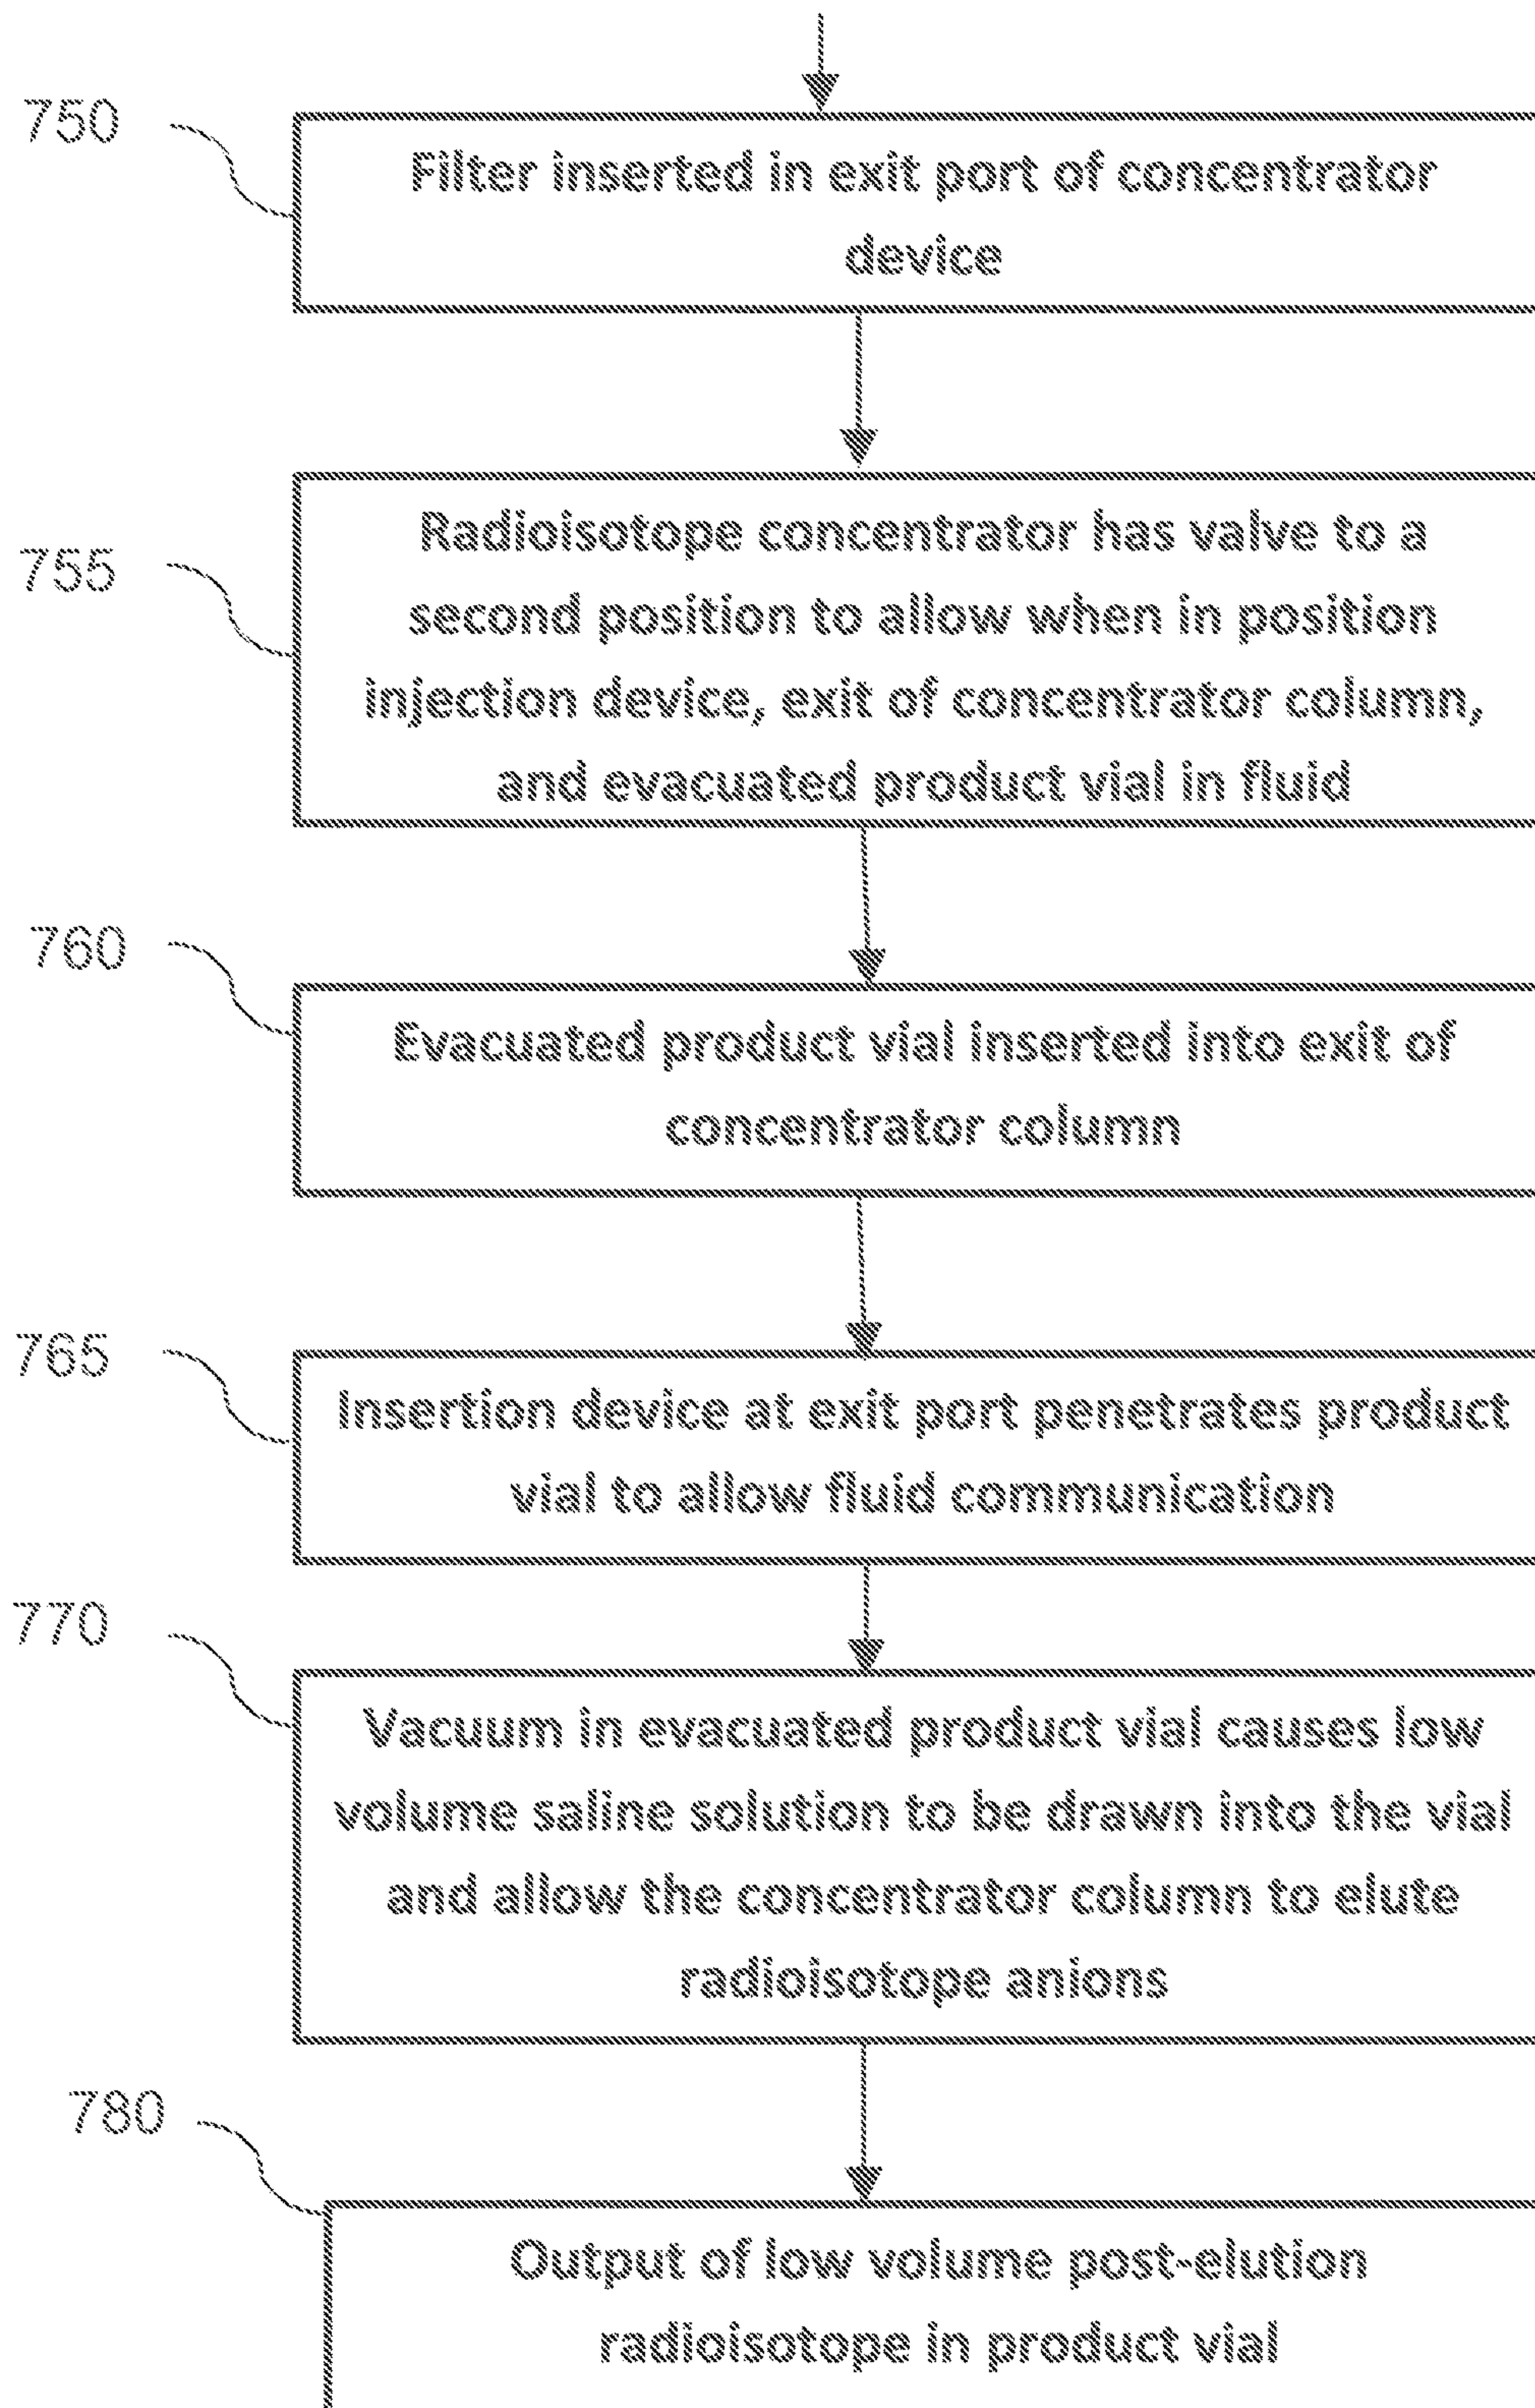 750
Filter inserted in exit port of concentrator
device
755
Radioisotope concentrator has valve to a
second position to allow when in position
injection device, exit of concentrator column,
and evacuated product vial in fluid
760
Evacuated product vial inserted into exit of
concentrator column
765
Insertion device at exit port penetrates product
vial to allow fluid communication
770
Vacuum in evacuated product vial causes low
volume saline solution to be drawn into the vial
and allow the concentrator column to elute
radioisotope anions
780
Output of low volume post-elution
radioisotope in product vial